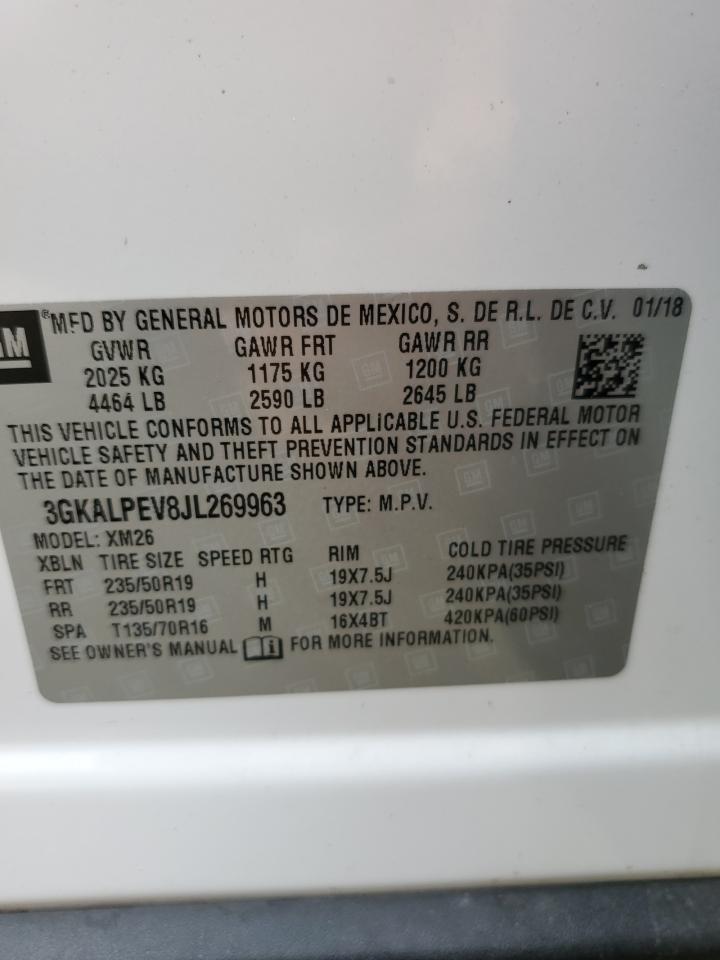 GM
®MFD BY GENERAL MOTORS DE MEXICO, S. DE R.L. DE C.V. 01/18
GVWR GAWR FRT GAWR RR
2025 KG 1175 KG 1200 KG
4464 LB 2590 LB 2645 LB
THIS VEHICLE CONFORMS TO ALL APPLICABLE U.S. FEDERAL MOTOR
VEHICLE SAFETY AND THEFT PREVENTION STANDARDS IN EFFECT ON
THE DATE OF MANUFACTURE SHOWN ABOVE.
3GKALPEV8JL269963 TYPE: M.P.V.
MODEL: XM26
XBLN TIRE SIZE SPEED RTG RIM COLD TIRE PRESSURE
FRT 235/50R19 H 19X7.5J 240KPA(35PSI)
RR 235/50R19 H 19X7.5J 240KPA(35PSI)
SPA T135/70R16 M 16X4BT 420KPA(60PSI)
SEE OWNER'S MANUAL i FOR MORE INFORMATION.